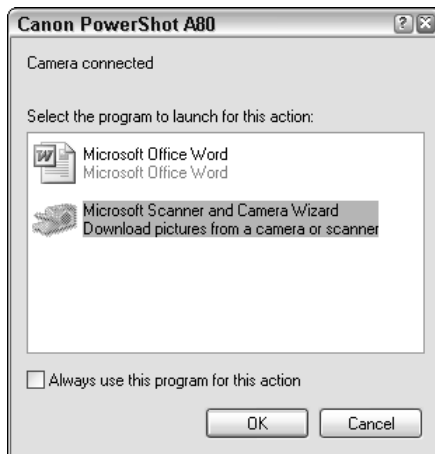 Canon PowerShot A80
Camera connected
Select the program to launch for this action:
Microsoft Office Word
Microsoft Office Word
Microsoft Scanner and Camera Wizard
Download pictures from a camera or scanner
Always use this program for this action
OK Cancel